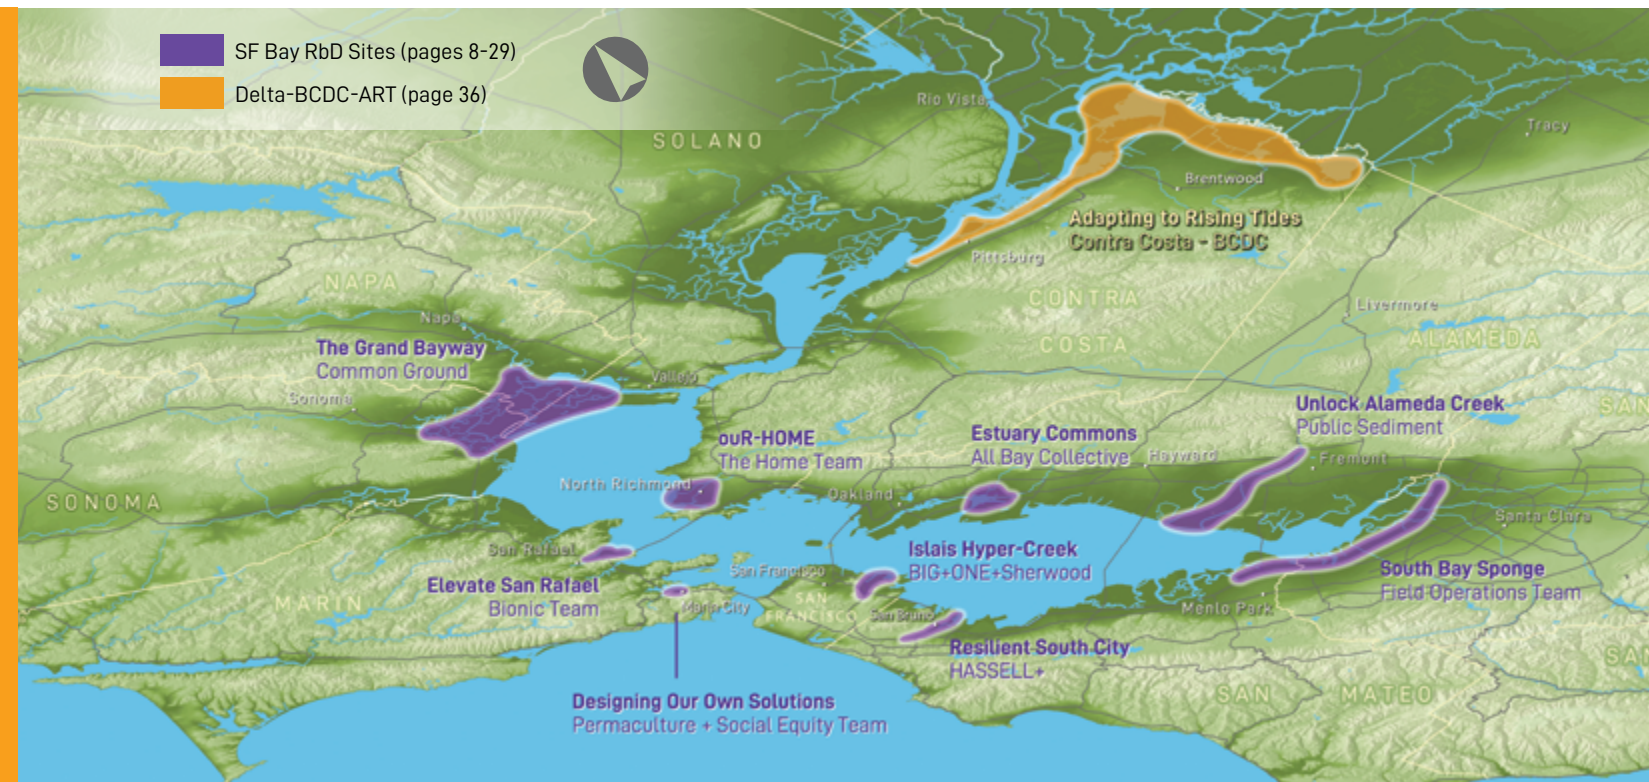 SF Bay RbD Sites (pages 8-29)
Delta-BCDC-ART (page 36)
Rio Vista
SOLANO
Tracy
Brentwood
Adapting to Rising Tides
Contra Costa - BCDC
Pittsburg
NAPA
CONTRA
COSTA
Livermore
ALAMEDA
Napa
The Grand Bayway
Common Ground
Sonoma
Vallejo
Unlock Alameda Creek
Public Sediment
SAN
ouR-HOME
The Home Team
Estuary Commons
All Bay Collective
Hayward
Fremont
North Richmond
Oakland
SONOMA
Santa Clara
San Rafael
Islais Hyper-Creek
BIG+ONE+Sherwood
San Francisco
Elevate San Rafael
Bionic Team
South Bay Sponge
Field Operations Team
MARIN
Marin City
SAN
FRANCISCO
San Bruno
Menlo Park
Resilient South City
HASSELL+
SAN MATEO
Designing Our Own Solutions
Permaculture + Social Equity Team